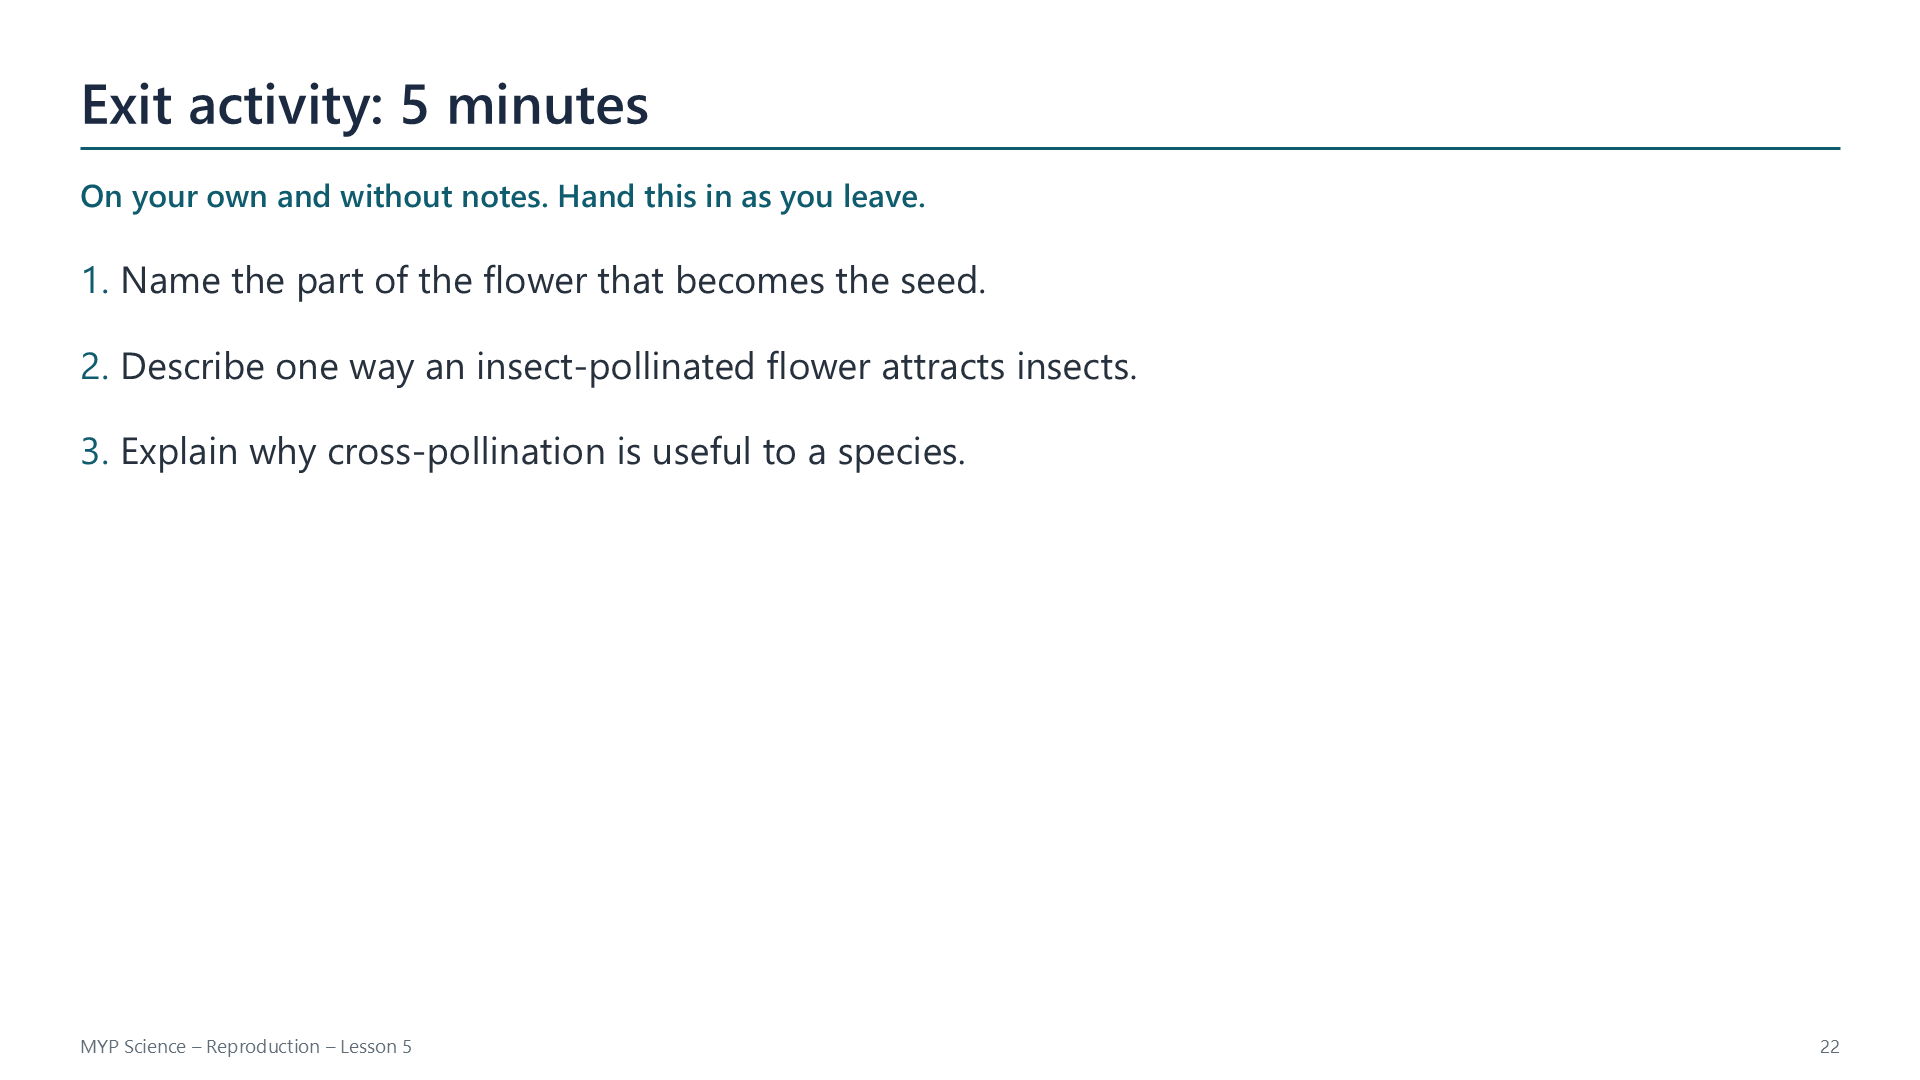 Exit activity: 5 minutes
On your own and without notes. Hand this in as you leave.
1. Name the part of the flower that becomes the seed.
2. Describe one way an insect-pollinated flower attracts insects.
3. Explain why cross-pollination is useful to a species.
MYP Science – Reproduction – Lesson 5
22